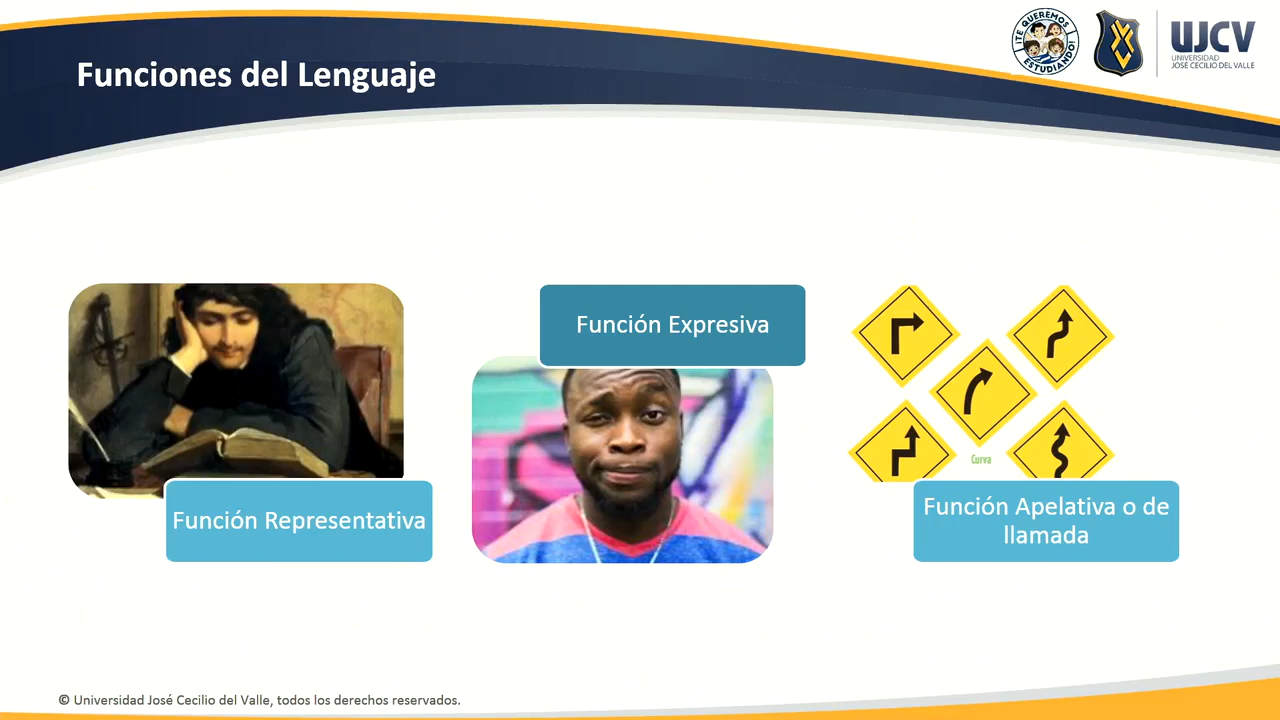 Funciones del Lenguaje
¡TE QUEREMOS
ESTUDIANDO!
UJCV
UNIVERSIDAD
JOSÉ CECILIO DEL VALLE
Función Expresiva
Curva
Función Representativa
Función Apelativa o de
llamada
© Universidad José Cecilio del Valle, todos los derechos reservados.